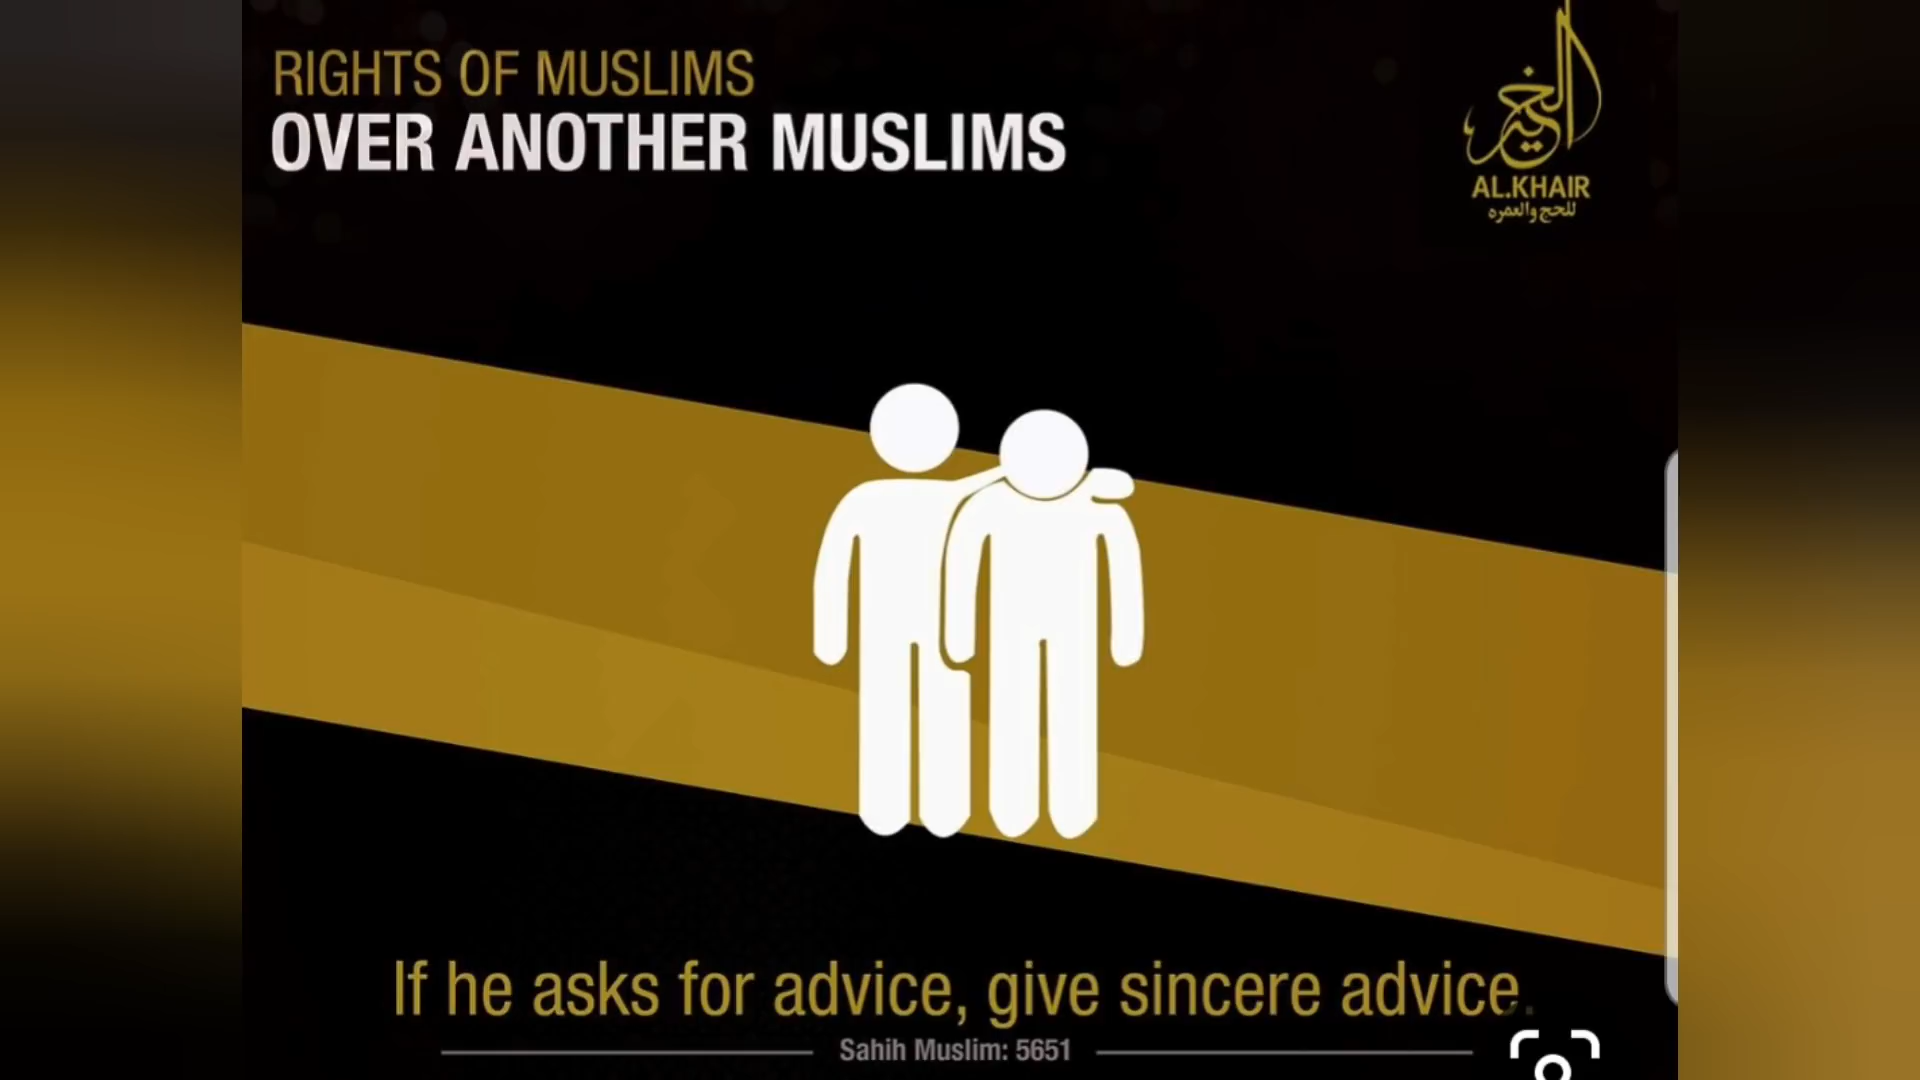 RIGHTS OF MUSLIMS
OVER ANOTHER MUSLIMS
الخير
AL.KHAIR
للحج والعمره
If he asks for advice, give sincere advice.
Sahih Muslim: 5651